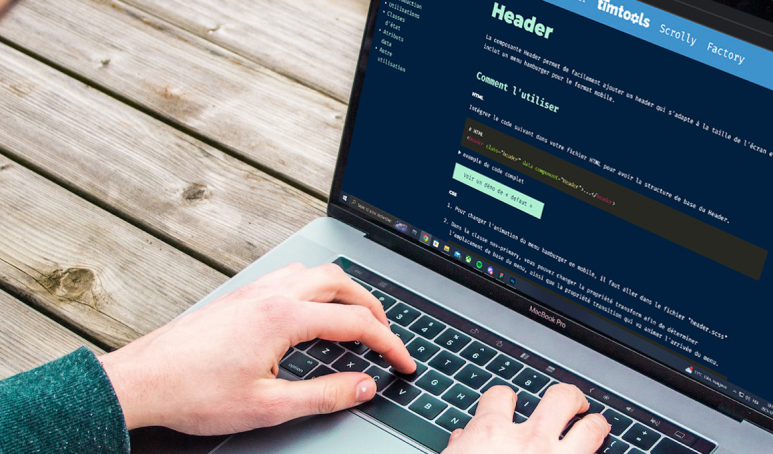 timtools
Scrolly
Factory
Utilisations
Classes
d'état
Attributs
data
Autre
utilisation
Header
La composante Header permet de facilement ajouter un header qui s'adapte à la taille de l'écran e
inclut un menu hamburger pour le format mobile.
Comment l'utiliser
HTML
Intégrer le code suivant dans votre fichier HTML pour avoir la structure de base du Header.
# HTML
<header class="header" data-component="header">...</header>
exemple de code complet
Voir un démo de « défaut »
CSS
1. Pour changer l'animation du menu hamburger en mobile, il faut aller dans le fichier "header.scss"
2. Dans la classe nav-primary, vous pouvez changer la propriété transform afin de déterminer
l'emplacement de base du menu, ainsi que la propriété transition qui va animer l'arrivée du menu.
MacBook Pro
option